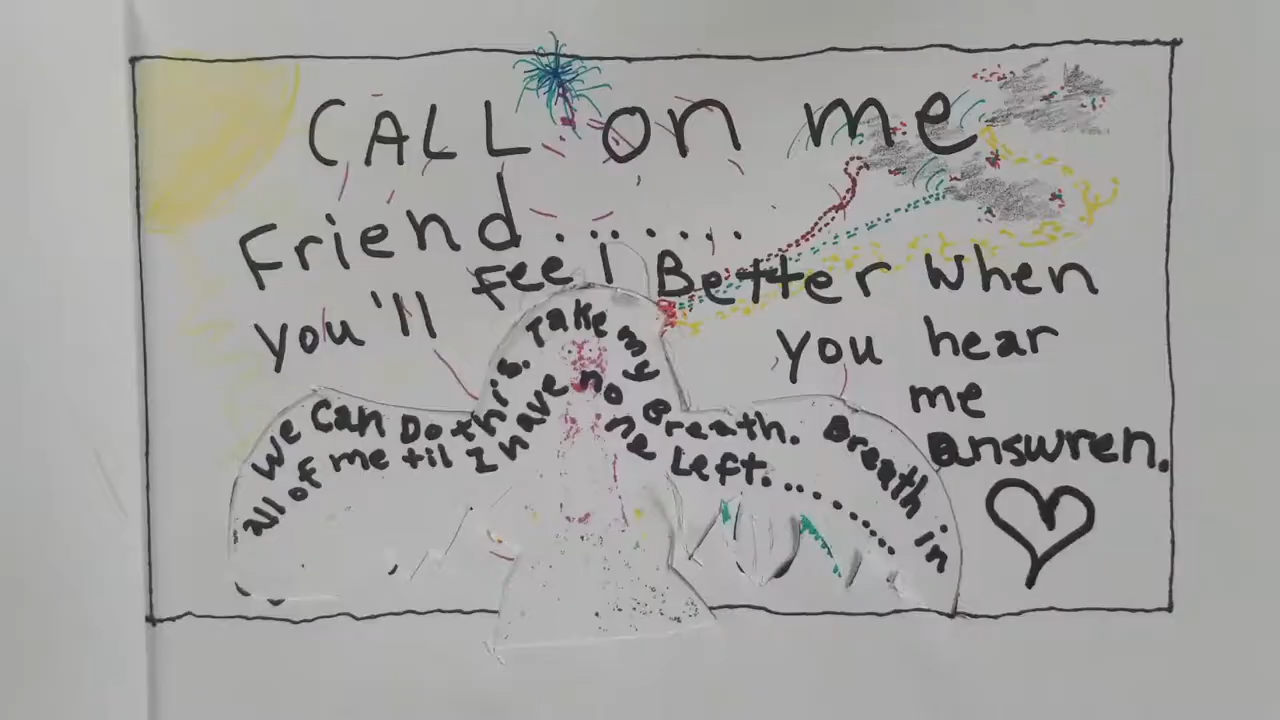 CALL on me
Friend.......
You'll Feel Better when
you hear
me
answren.
We Can Do this. Take my Breath. Breath in
all of me til I have no one Left..........